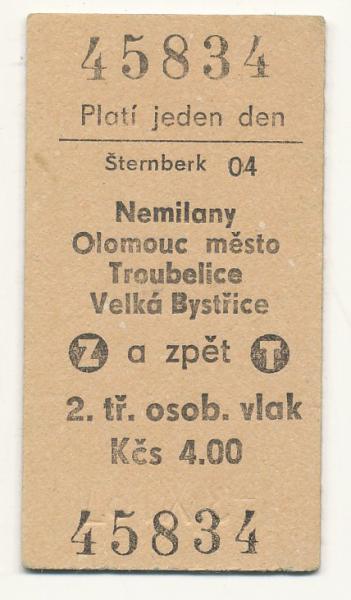 45834
Platí jeden den
Šternberk 04
Nemilany
Olomouc město
Troubelice
Velká Bystřice
Z a zpět T
2. tř. osob. vlak
Kčs 4.00
45834